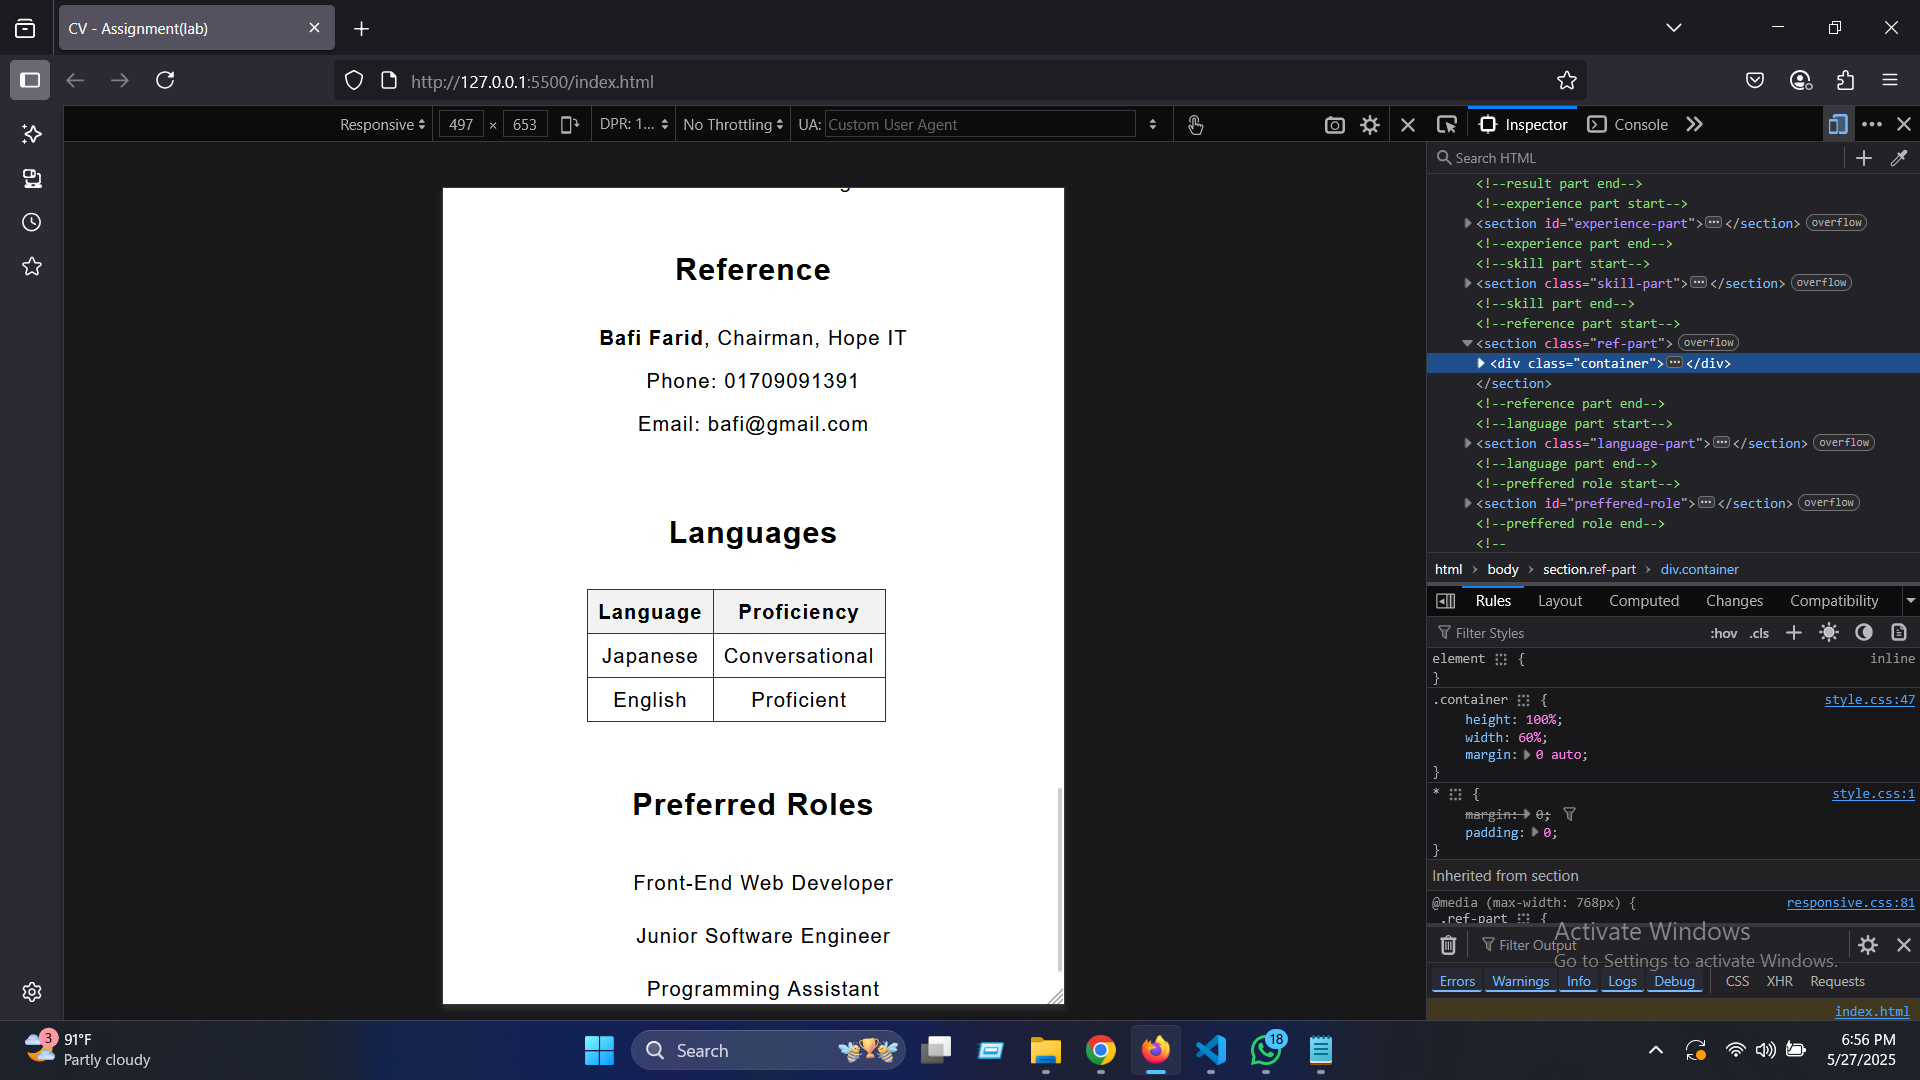 CV - Assignment(lab)
http://127.0.0.1:5500/index.html
Responsive 497 × 653 DPR: 1... No Throttling UA: Custom User Agent
Inspector Console
Search HTML
<!--result part end-->
<!--experience part start-->
<section id="experience-part"> </section> overflow
<!--experience part end-->
<!--skill part start-->
<section class="skill-part"> </section> overflow
<!--skill part end-->
<!--reference part start-->
<section class="ref-part"> overflow
<div class="container"> </div>
</section>
<!--reference part end-->
<!--language part start-->
<section class="language-part"> </section> overflow
<!--language part end-->
<!--preffered role start-->
<section id="preffered-role"> </section> overflow
<!--preffered role end-->
<!--
html body section.ref-part div.container
Rules Layout Computed Changes Compatibility
Filter Styles :hov .cls
element { inline
}
.container { style.css:47
height: 100%;
width: 60%;
margin: 0 auto;
}
* { style.css:1
margin: 0;
padding: 0;
}
Inherited from section
@media (max-width: 768px) { responsive.css:81
.ref-part {
Filter Output
Activate Windows
Go to Settings to activate Windows.
Errors Warnings Info Logs Debug CSS XHR Requests
index.html
Reference
Bafi Farid, Chairman, Hope IT
Phone: 01709091391
Email: bafi@gmail.com
Languages
Language Proficiency
Japanese Conversational
English Proficient
Preferred Roles
Front-End Web Developer
Junior Software Engineer
Programming Assistant
3
91°F
Partly cloudy
Search
18
6:56 PM
5/27/2025